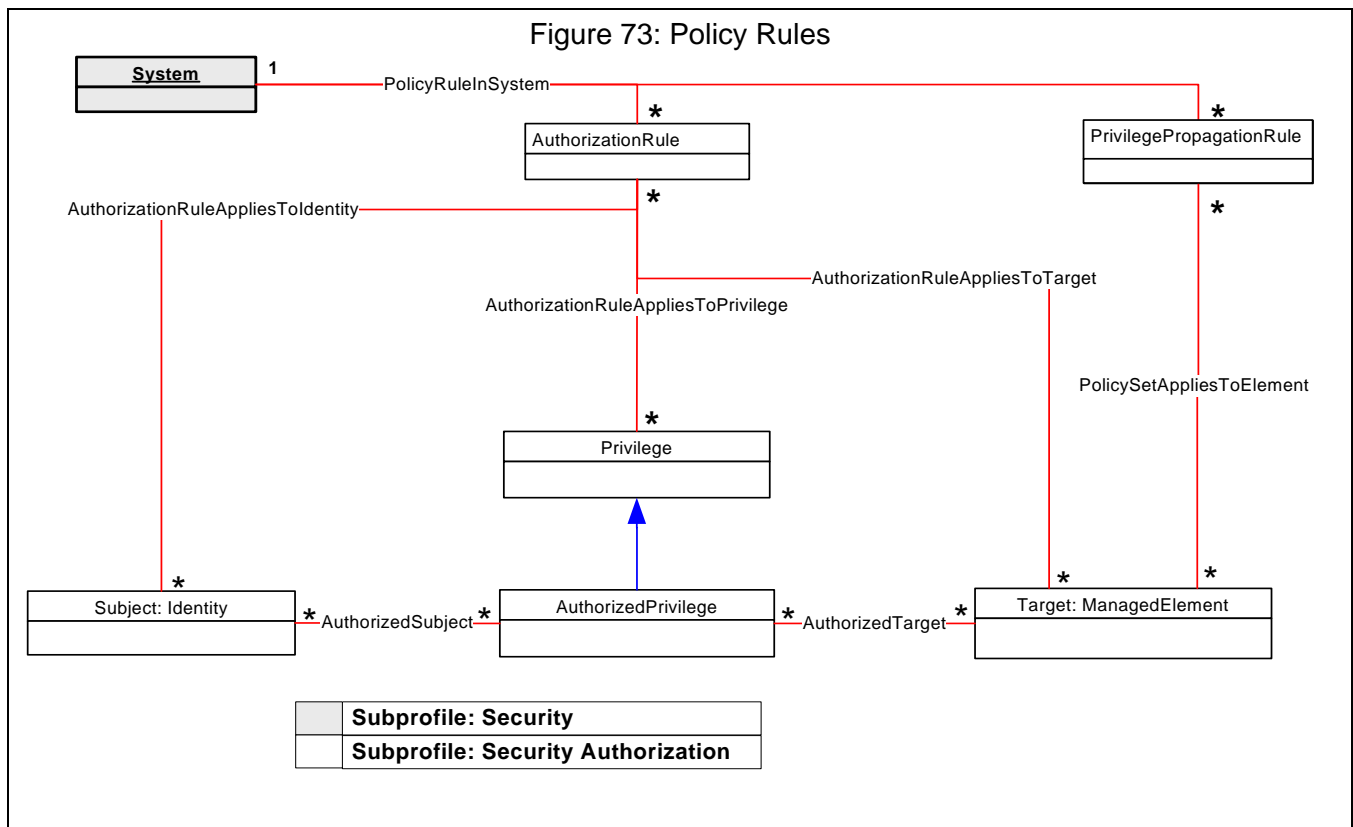 Figure 73: Policy Rules
System
1
PolicyRuleInSystem
*
*
AuthorizationRule
PrivilegePropagationRule
*
*
AuthorizationRuleAppliesToIdentity
AuthorizationRuleAppliesToTarget
AuthorizationRuleAppliesToPrivilege
PolicySetAppliesToElement
*
Privilege
*
*
*
Subject: Identity
AuthorizedPrivilege
Target: ManagedElement
*
AuthorizedSubject
*
*
AuthorizedTarget
*
Subprofile: Security
Subprofile: Security Authorization